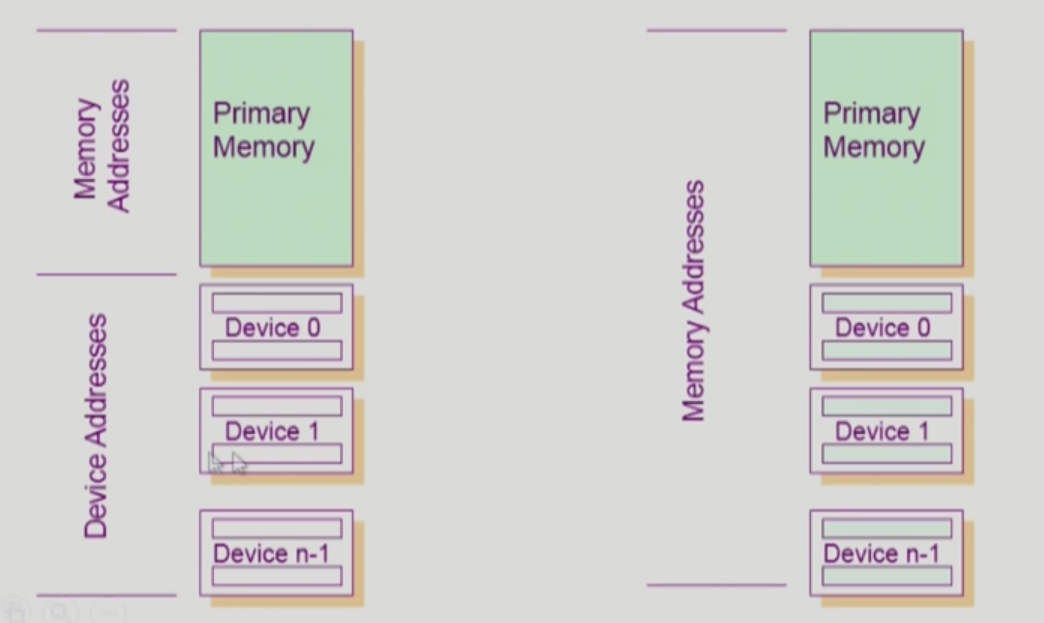 Memory
Addresses
Primary
Memory
Device Addresses
Device 0
Device 1
Device n-1
Memory Addresses
Primary
Memory
Device 0
Device 1
Device n-1